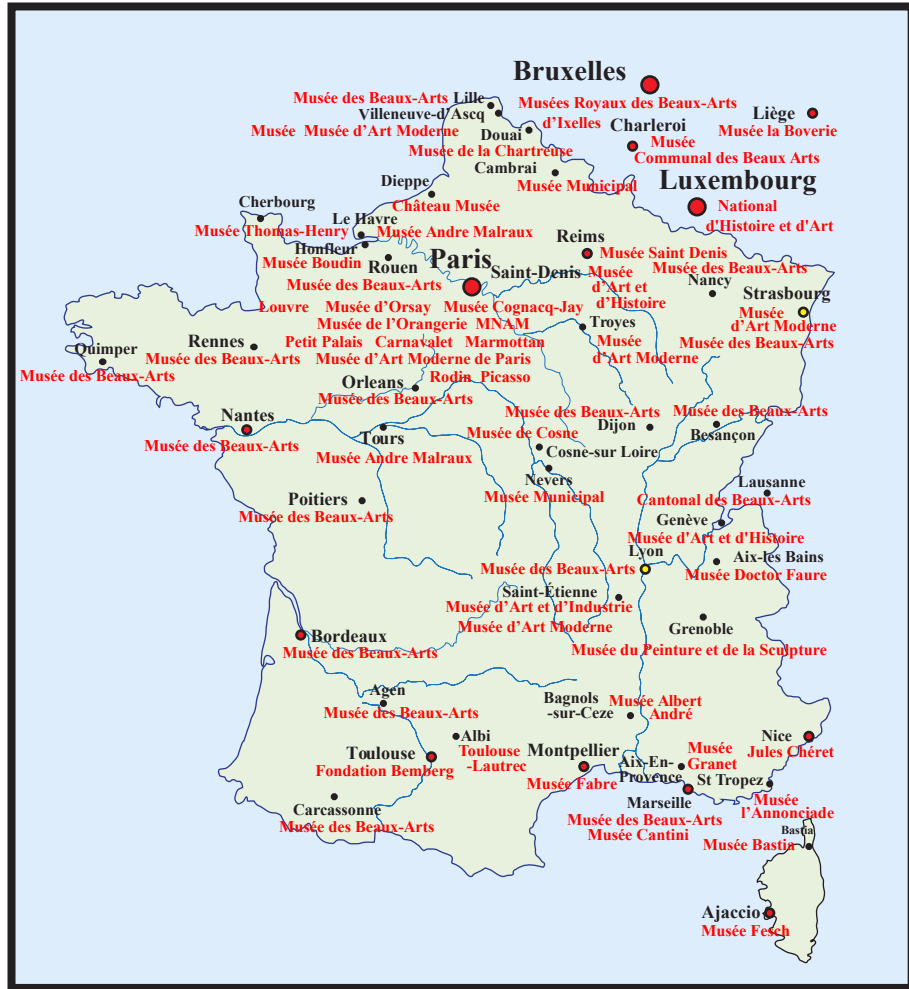 Bruxelles
Musées Royaux des Beaux-Arts
d'Ixelles
Liège
Musée la Boverie
Charleroi
Musée
Communal des Beaux Arts
Luxembourg
National
d'Histoire et d'Art
Musée des Beaux-Arts Lille
Villeneuve-d'Ascq
Musée Musée d'Art Moderne
Douai
Musée de la Chartreuse
Cambrai
Musée Municipal
Dieppe
Château Musée
Cherbourg
Musée Thomas-Henry
Le Havre
Musée Andre Malraux
Honfleur
Musée Boudin
Rouen
Musée des Beaux-Arts
Reims
Musée Saint Denis
Paris
Saint-Denis
Musée
d'Art et
d'Histoire
Musée des Beaux-Arts
Nancy
Strasbourg
Musée
d'Art Moderne
Musée des Beaux-Arts
Louvre Musée d'Orsay Musée Cognacq-Jay
Musée de l'Orangerie MNAM
Petit Palais Carnavalet Marmottan
Musée d'Art Moderne de Paris
Rodin Picasso
Troyes
Musée
d'Art Moderne
Quimper
Musée des Beaux-Arts
Rennes
Musée des Beaux-Arts
Orleans
Musée des Beaux-Arts
Nantes
Musée des Beaux-Arts
Tours
Musée Andre Malraux
Musée des Beaux-Arts
Dijon
Musée des Beaux-Arts
Besançon
Musée de Cosne
Cosne-sur Loire
Nevers
Musée Municipal
Poitiers
Musée des Beaux-Arts
Lausanne
Cantonal des Beaux-Arts
Genève
Musée d'Art et d'Histoire
Lyon
Musée des Beaux-Arts
Aix-les Bains
Musée Doctor Faure
Saint-Étienne
Musée d'Art et d'Industrie
Musée d'Art Moderne
Grenoble
Musée du Peinture et de la Sculpture
Bordeaux
Musée des Beaux-Arts
Agen
Musée des Beaux-Arts
Bagnols
-sur-Ceze
Musée Albert
André
Albi
Toulouse
-Lautrec
Toulouse
Fondation Bemberg
Montpellier
Musée Fabre
Aix-En-
Provence
Musée
Granet
Nice
Jules Chéret
St Tropez
Musée
l'Annonciade
Carcassonne
Musée des Beaux-Arts
Marseille
Musée des Beaux-Arts
Musée Cantini
Bastia
Musée Bastia
Ajaccio
Musée Fesch